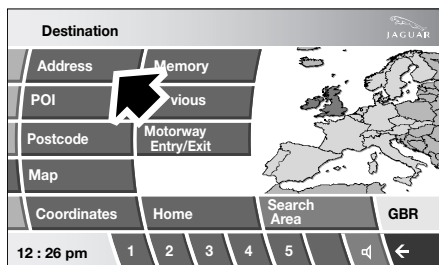 Destination
JAGUAR
Address
Memory
POI
vious
Postcode
Motorway
Entry/Exit
Map
Coordinates
Home
Search
Area
GBR
12 : 26 pm
1
2
3
4
5